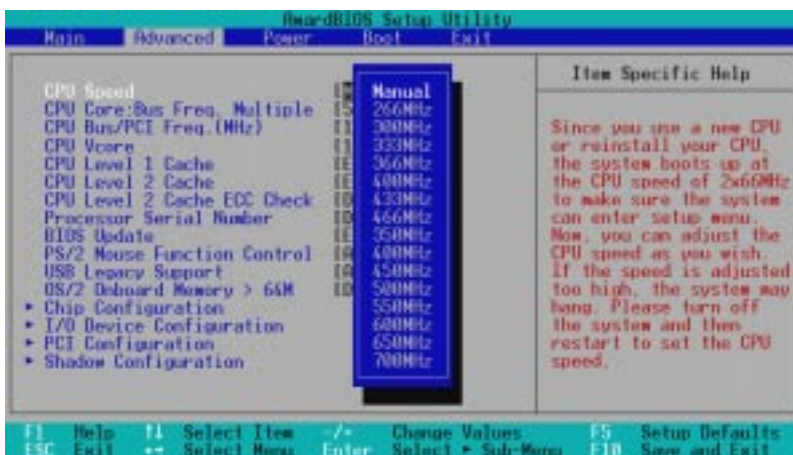 AwardBIOS Setup Utility
Main Advanced Power Boot Exit
Item Specific Help
CPU Speed
CPU Core:Bus Freq. Multiple
CPU Bus/PCI Freq.(MHz)
CPU Vcore
CPU Level 1 Cache
CPU Level 2 Cache
CPU Level 2 Cache ECC Check
Processor Serial Number
BIOS Update
PS/2 Mouse Function Control
USB Legacy Support
OS/2 Onboard Memory > 64M
Chip Configuration
I/O Device Configuration
PCI Configuration
Shadow Configuration
Manual
266MHz
300MHz
333MHz
366MHz
400MHz
433MHz
466MHz
350MHz
400MHz
450MHz
500MHz
550MHz
600MHz
650MHz
700MHz
Since you use a new CPU
or reinstall your CPU,
the system boots up at
the CPU speed of 2x66MHz
to make sure the system
can enter setup menu.
Now, you can adjust the
CPU speed as you wish.
If the speed is adjusted
too high, the system may
hang. Please turn off
the system and then
restart to set the CPU
speed.
F1 Help ↑↓ Select Item -/+ Change Values F5 Setup Defaults
ESC Exit ↔ Select Menu Enter Select ► Sub-Menu F10 Save and Exit